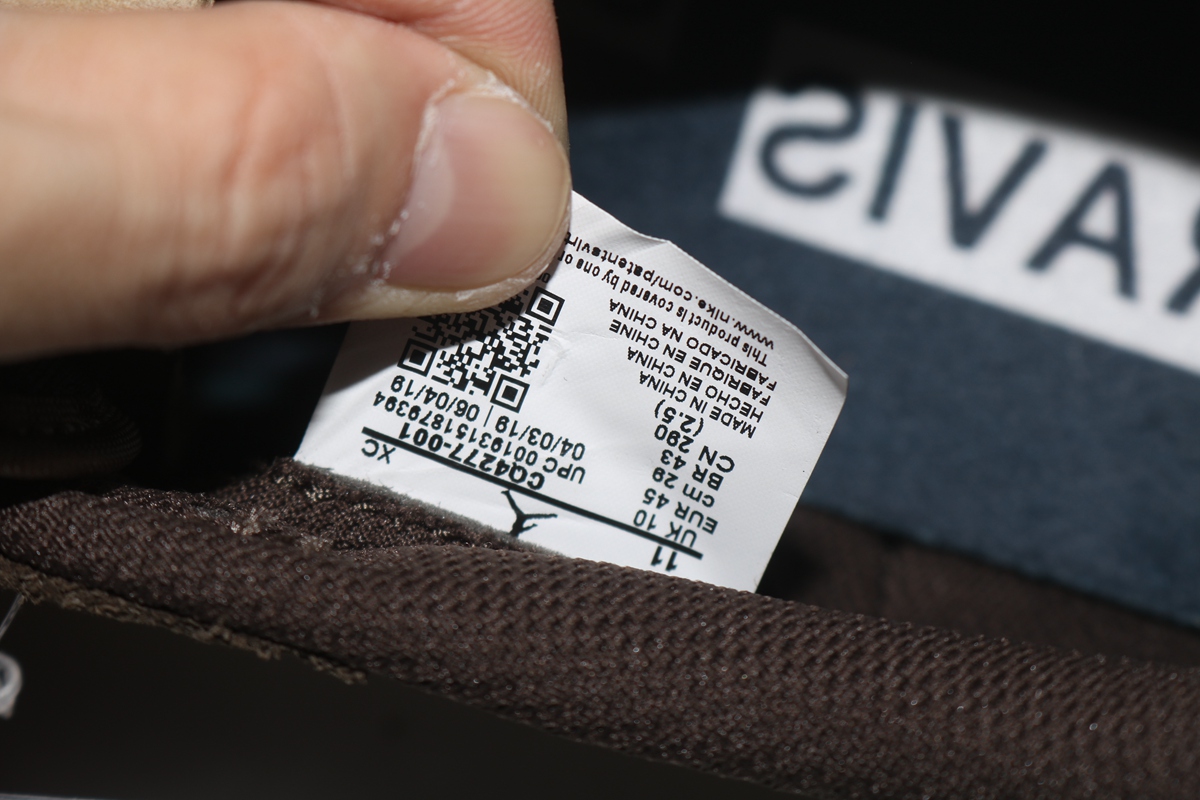 11
UK 10
EUR 45
cm 29
BR 43
CN 290
(2.5)
MADE IN CHINA
HECHO EN CHINA
FABRIQUE EN CHINE
FABRICADO NA CHINA
This product is covered by one or
www.nike.com/patents
XC
CQ4277-001
UPC 00193151879394
04/03/19 | 06/04/19
RAVIS